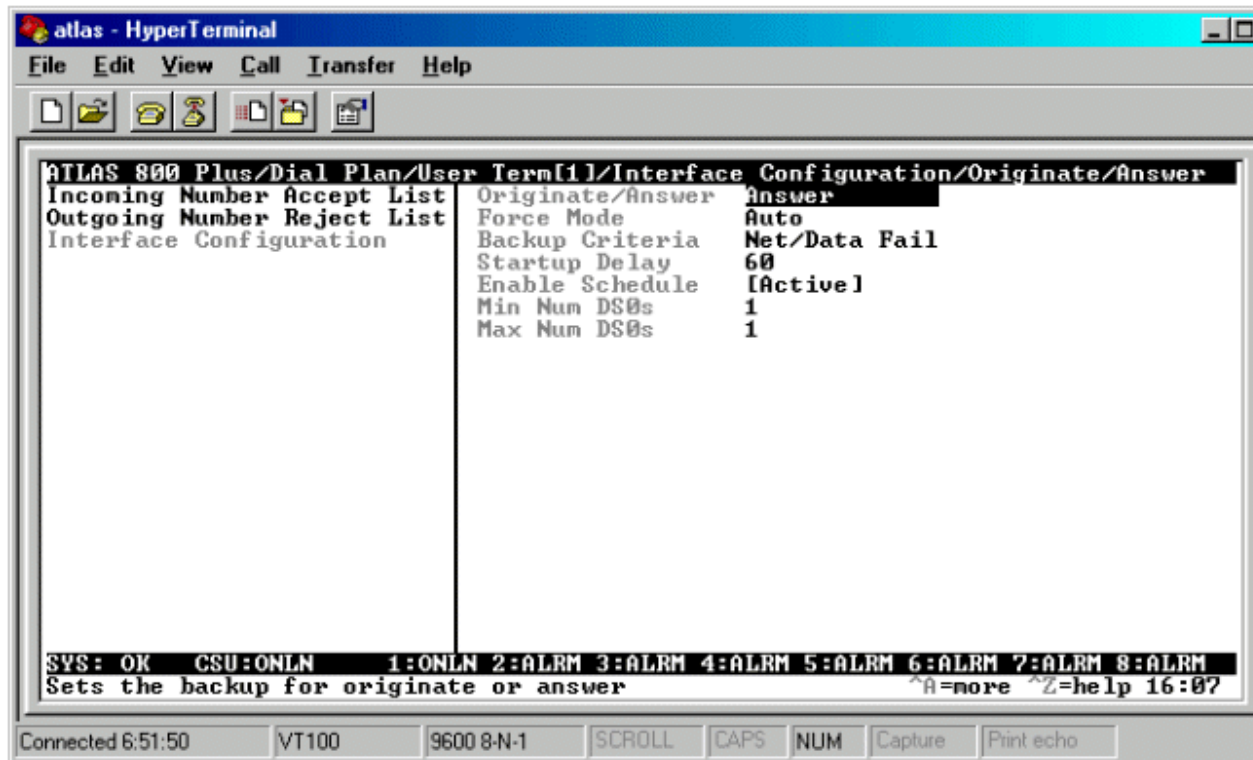 atlas - HyperTerminal
File Edit View Call Transfer Help
ATLAS 800 Plus/Dial Plan/User Term[1]/Interface Configuration/Originate/Answer
Incoming Number Accept List Originate/Answer Answer
Outgoing Number Reject List Force Mode Auto
Interface Configuration Backup Criteria Net/Data Fail
Startup Delay 60
Enable Schedule [Active]
Min Num DS0s 1
Max Num DS0s 1
SYS: OK CSU:ONLN 1:ONLN 2:ALRM 3:ALRM 4:ALRM 5:ALRM 6:ALRM 7:ALRM 8:ALRM
Sets the backup for originate or answer ^A=more ^Z=help 16:07
Connected 6:51:50 VT100 9600 8-N-1 SCROLL CAPS NUM Capture Print echo